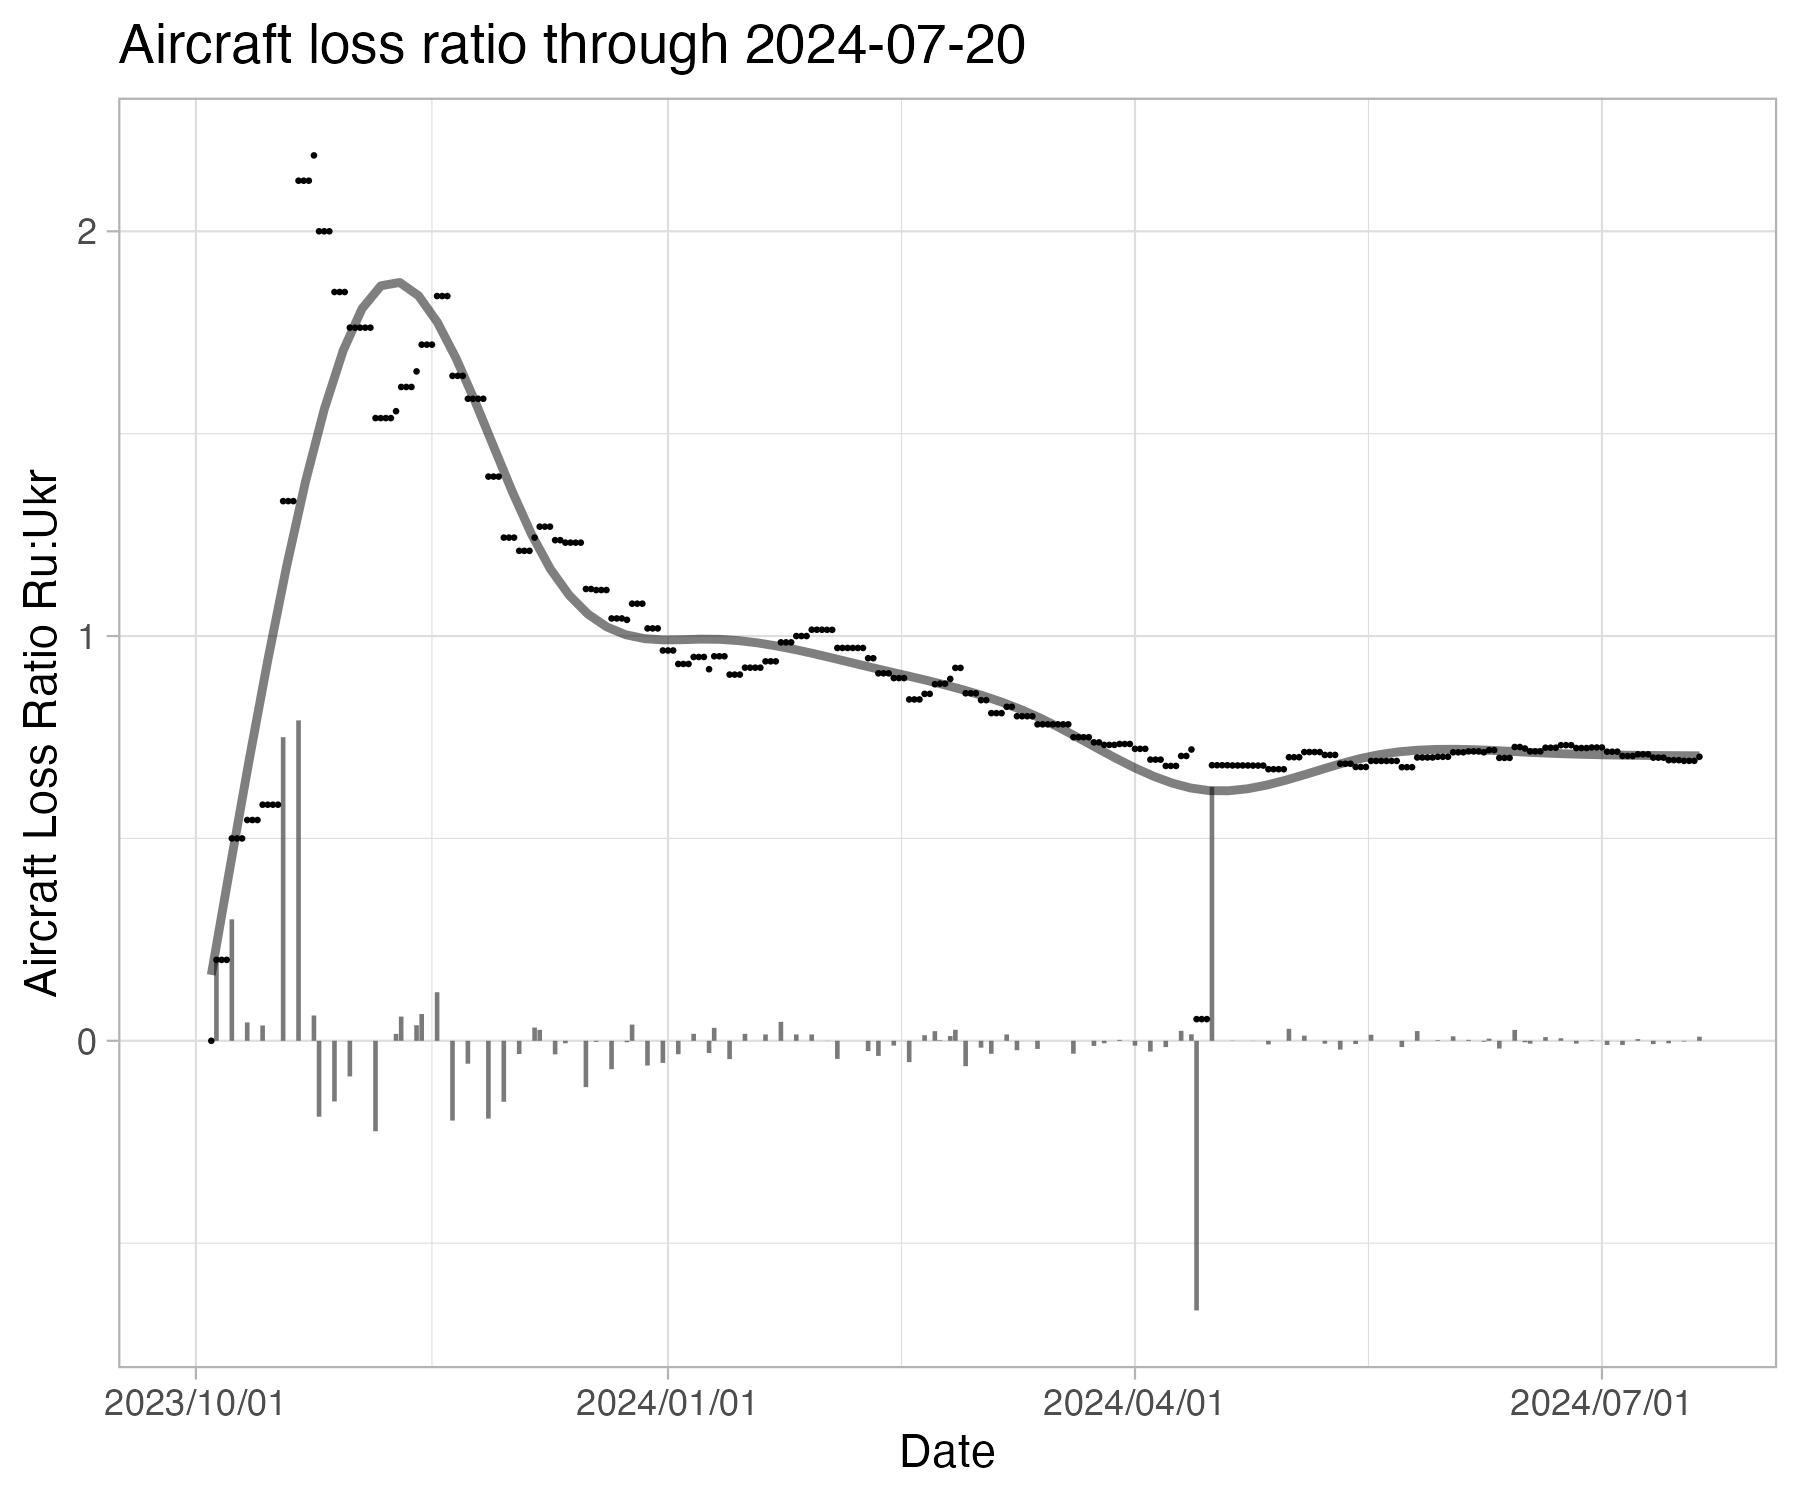 Aircraft loss ratio through 2024-07-20
Aircraft Loss Ratio Ru:Ukr
2
1
0
2023/10/01
2024/01/01
2024/04/01
2024/07/01
Date